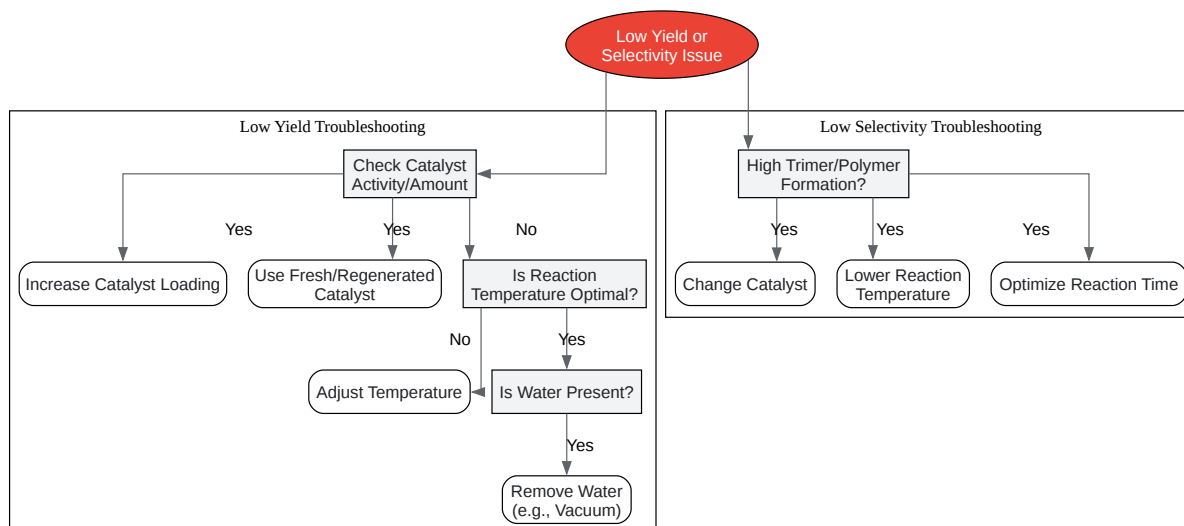 Low Yield or
Selectivity Issue
Low Yield Troubleshooting
Check Catalyst
Activity/Amount
Yes
Yes
No
Increase Catalyst Loading
Use Fresh/Regenerated
Catalyst
Is Reaction
Temperature Optimal?
No
Yes
Adjust Temperature
Is Water Present?
Yes
Remove Water
(e.g., Vacuum)
Low Selectivity Troubleshooting
High Trimer/Polymer
Formation?
Yes
Yes
Yes
Change Catalyst
Lower Reaction
Temperature
Optimize Reaction Time